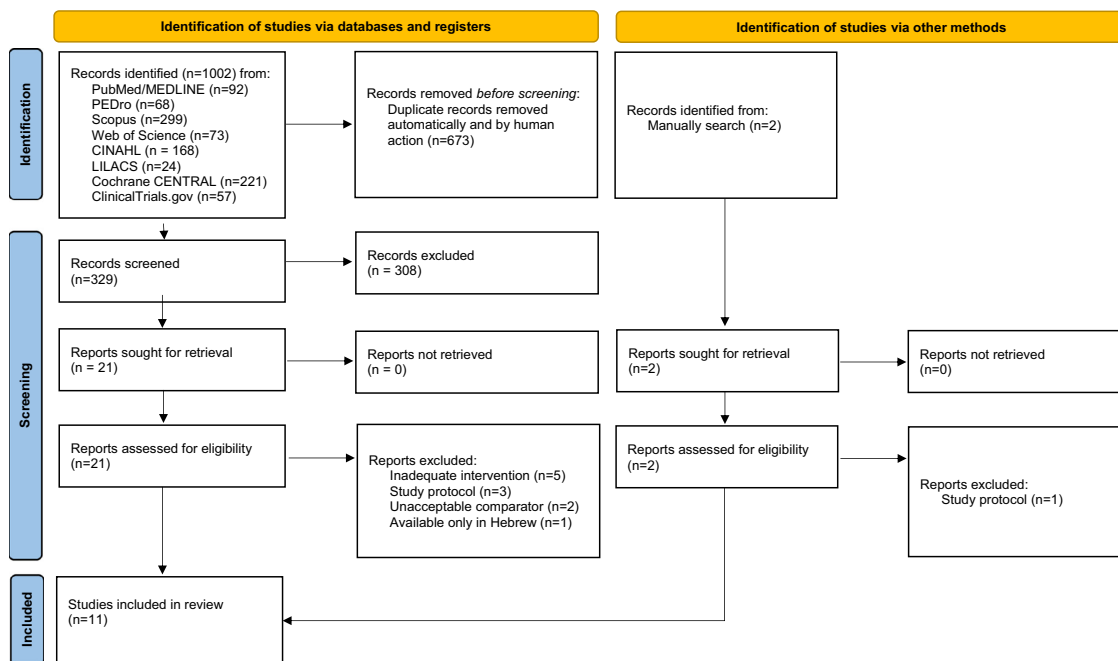 Identification of studies via databases and registers
Identification of studies via other methods
Identification
Records identified (n=1002) from:
PubMed/MEDLINE (n=92)
PEDro (n=68)
Scopus (n=299)
Web of Science (n=73)
CINAHL (n = 168)
LILACS (n=24)
Cochrane CENTRAL (n=221)
ClinicalTrials.gov (n=57)
Records removed before screening:
Duplicate records removed
automatically and by human
action (n=673)
Records identified from:
Manually search (n=2)
Screening
Records screened
(n=329)
Records excluded
(n = 308)
Reports sought for retrieval
(n = 21)
Reports not retrieved
(n = 0)
Reports sought for retrieval
(n=2)
Reports not retrieved
(n=0)
Reports assessed for eligibility
(n=21)
Reports excluded:
Inadequate intervention (n=5)
Study protocol (n=3)
Unacceptable comparator (n=2)
Available only in Hebrew (n=1)
Reports assessed for eligibility
(n=2)
Reports excluded:
Study protocol (n=1)
Included
Studies included in review
(n=11)